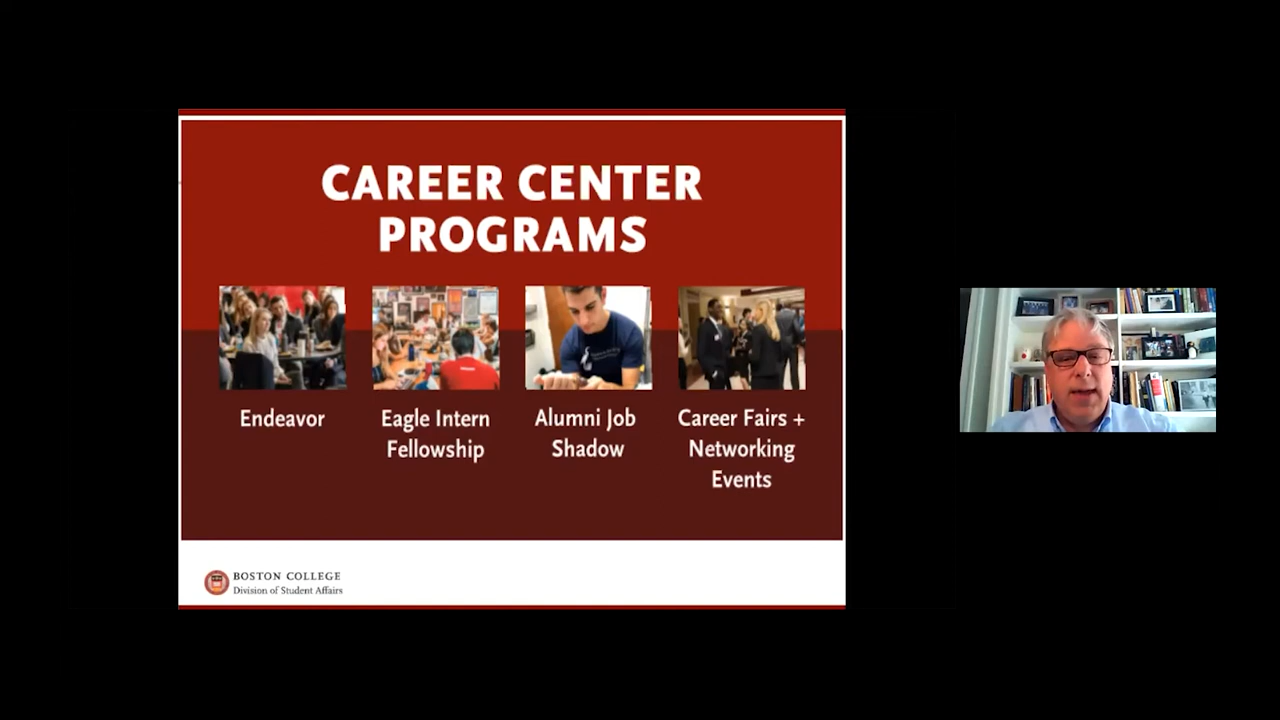 CAREER CENTER
PROGRAMS
Endeavor
Eagle Intern
Fellowship
Alumni Job
Shadow
Career Fairs +
Networking
Events
BOSTON COLLEGE
Division of Student Affairs